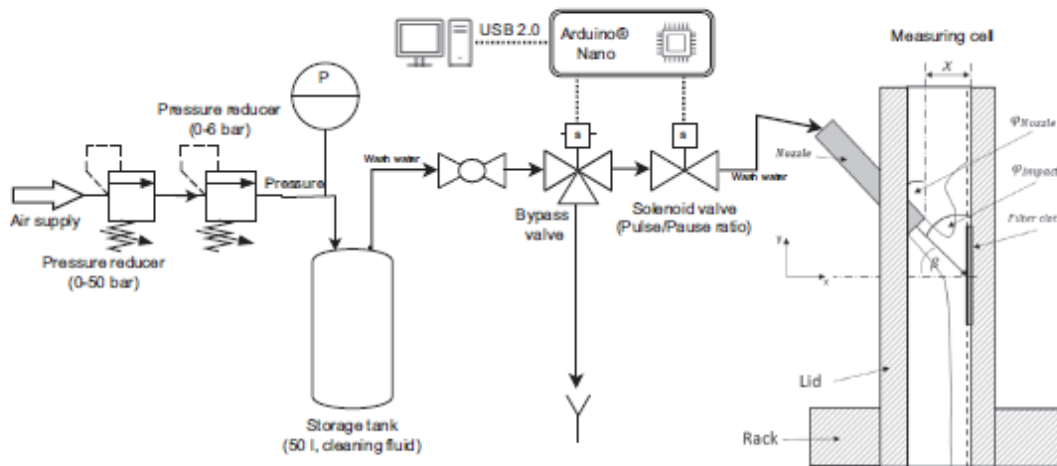 USB 2.0
Arduino®
Nano
Measuring cell
P
X
Pressure reducer
(0-6 bar)
φNozzle
s
s
Nozzle
Wash water
φImpact
Pressure
Wash water
Air supply
Bypass
valve
Solenoid valve
(Pulse/Pause ratio)
Filter
Y
β
x
Pressure reducer
(0-50 bar)
Lid
Storage tank
(50 l, cleaning fluid)
Rack